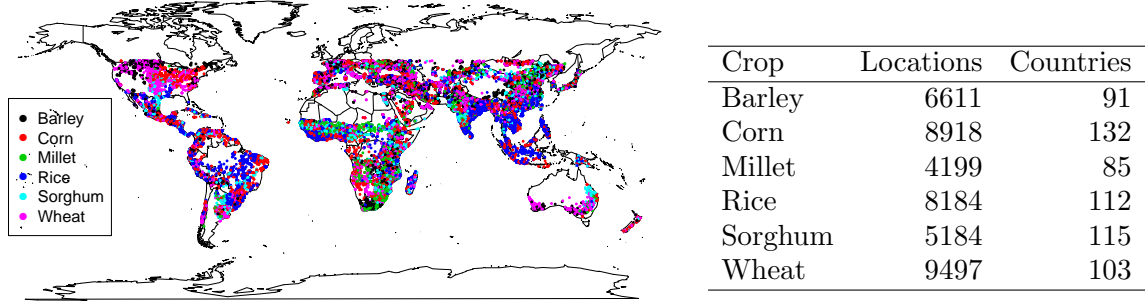 Barley
Corn
Millet
Rice
Sorghum
Wheat
Crop Locations Countries
Barley 6611 91
Corn 8918 132
Millet 4199 85
Rice 8184 112
Sorghum 5184 115
Wheat 9497 103